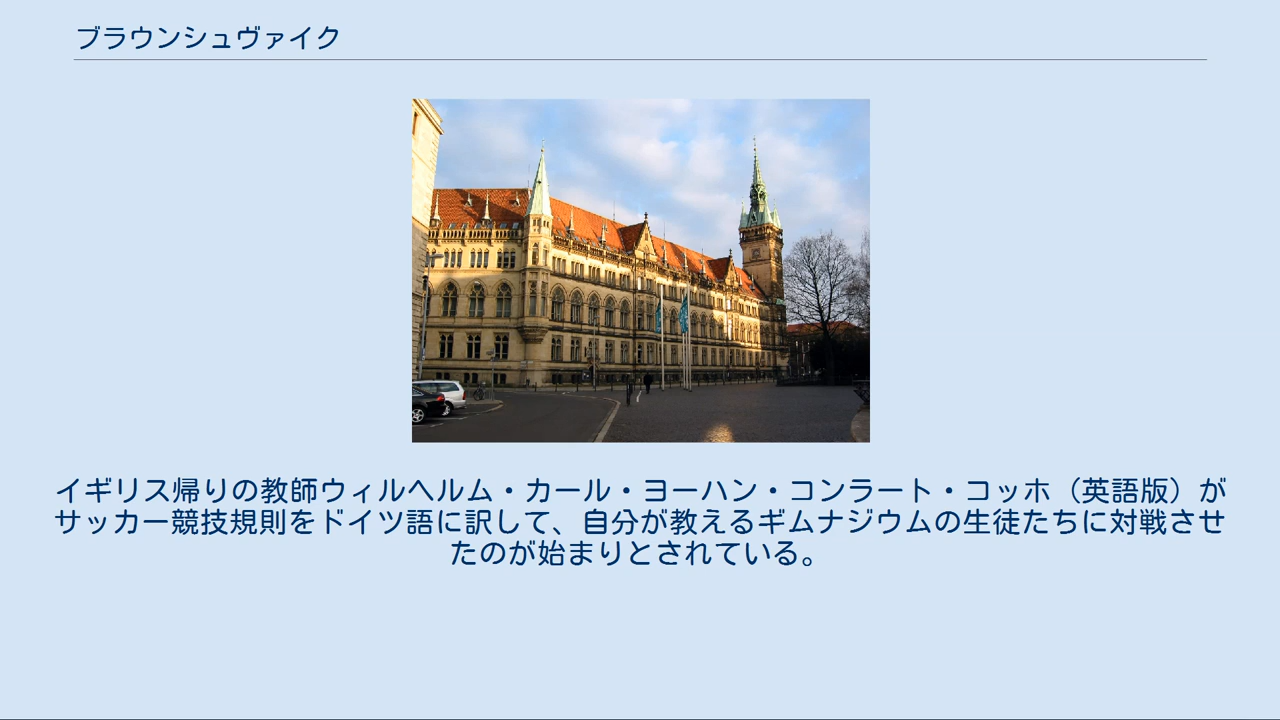 ブラウンシュヴァイク
イギリス帰りの教師ウィルヘルム・カール・ヨーハン・コンラート・コッホ（英語版）が
サッカー競技規則をドイツ語に訳して、自分が教えるギムナジウムの生徒たちに対戦させ
たのが始まりとされている。